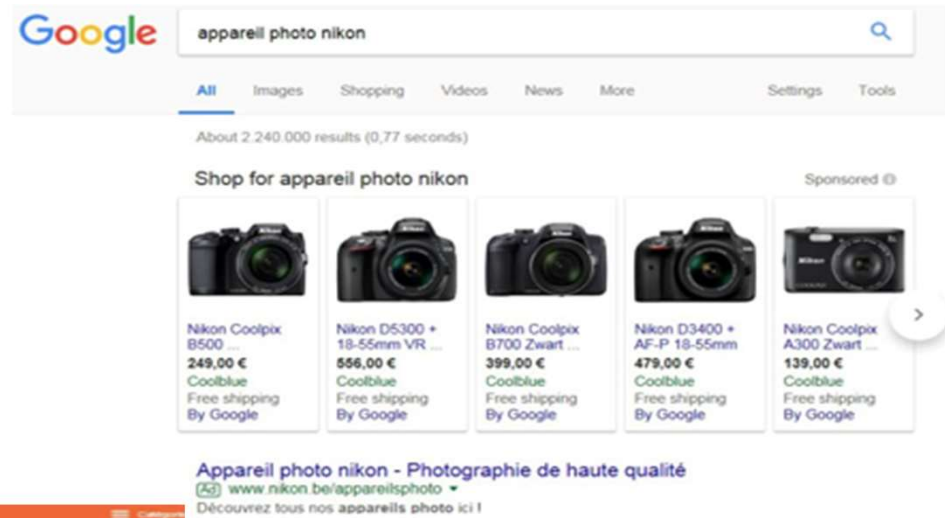 Google
appareil photo nikon
All Images Shopping Videos News More Settings Tools
About 2.240.000 results (0,77 seconds)
Shop for appareil photo nikon
Sponsored
Nikon Coolpix B500 ...
249,00 €
Coolblue
Free shipping
By Google
Nikon D5300 +
18-55mm VR ...
556,00 €
Coolblue
Free shipping
By Google
Nikon Coolpix
B700 Zwart ...
399,00 €
Coolblue
Free shipping
By Google
Nikon D3400 +
AF-P 18-55mm
479,00 €
Coolblue
Free shipping
By Google
Nikon Coolpix
A300 Zwart ...
139,00 €
Coolblue
Free shipping
By Google
Appareil photo nikon - Photographie de haute qualité
Ad www.nikon.be/appareilsphoto
Découvrez tous nos appareils photo ici !